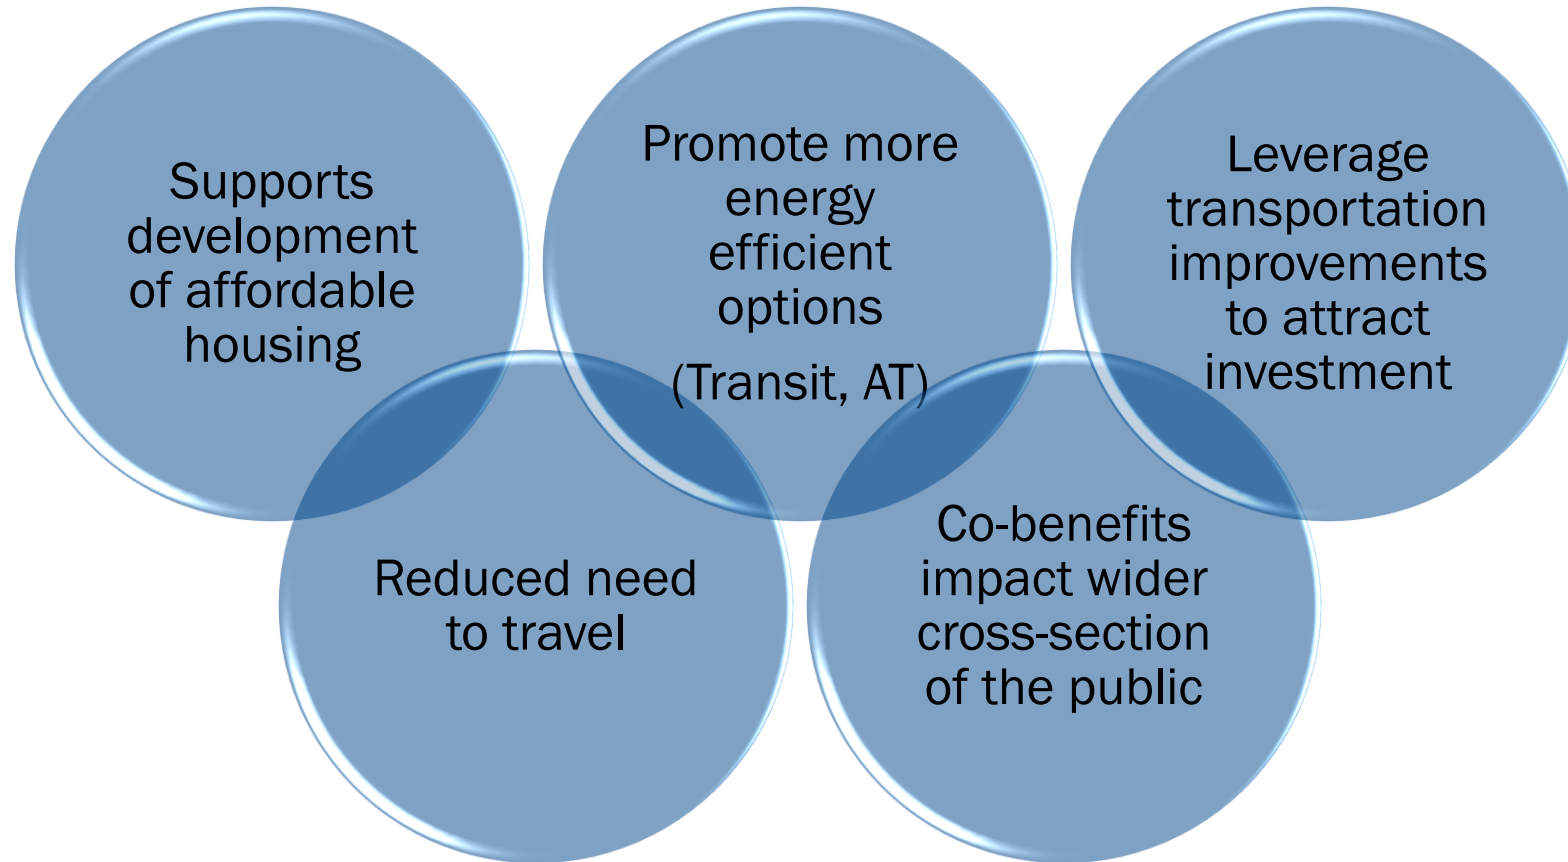 Supports
development
of affordable
housing
Promote more
energy
efficient
options
(Transit, AT)
Leverage
transportation
improvements
to attract
investment
Reduced need
to travel
Co-benefits
impact wider
cross-section
of the public